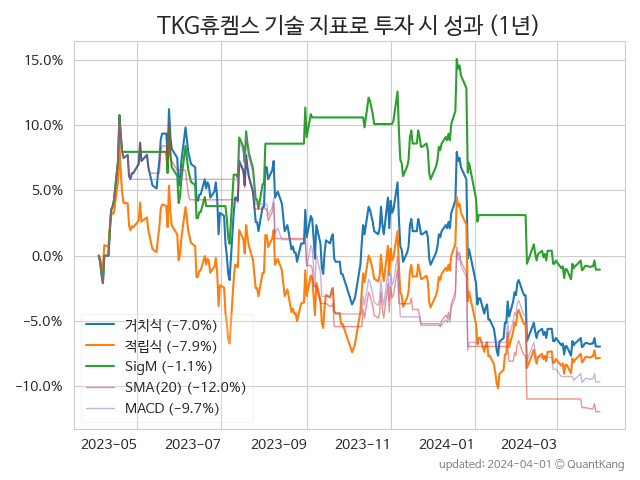 TKG휴켐스 기술 지표로 투자 시 성과 (1년)
15.0%
10.0%
5.0%
0.0%
−5.0%
−10.0%
거치식 (−7.0%)
적립식 (−7.9%)
SigM (−1.1%)
SMA(20) (−12.0%)
MACD (−9.7%)
2023-05 2023-07 2023-09 2023-11 2024-01 2024-03
updated: 2024-04-01 © QuantKang